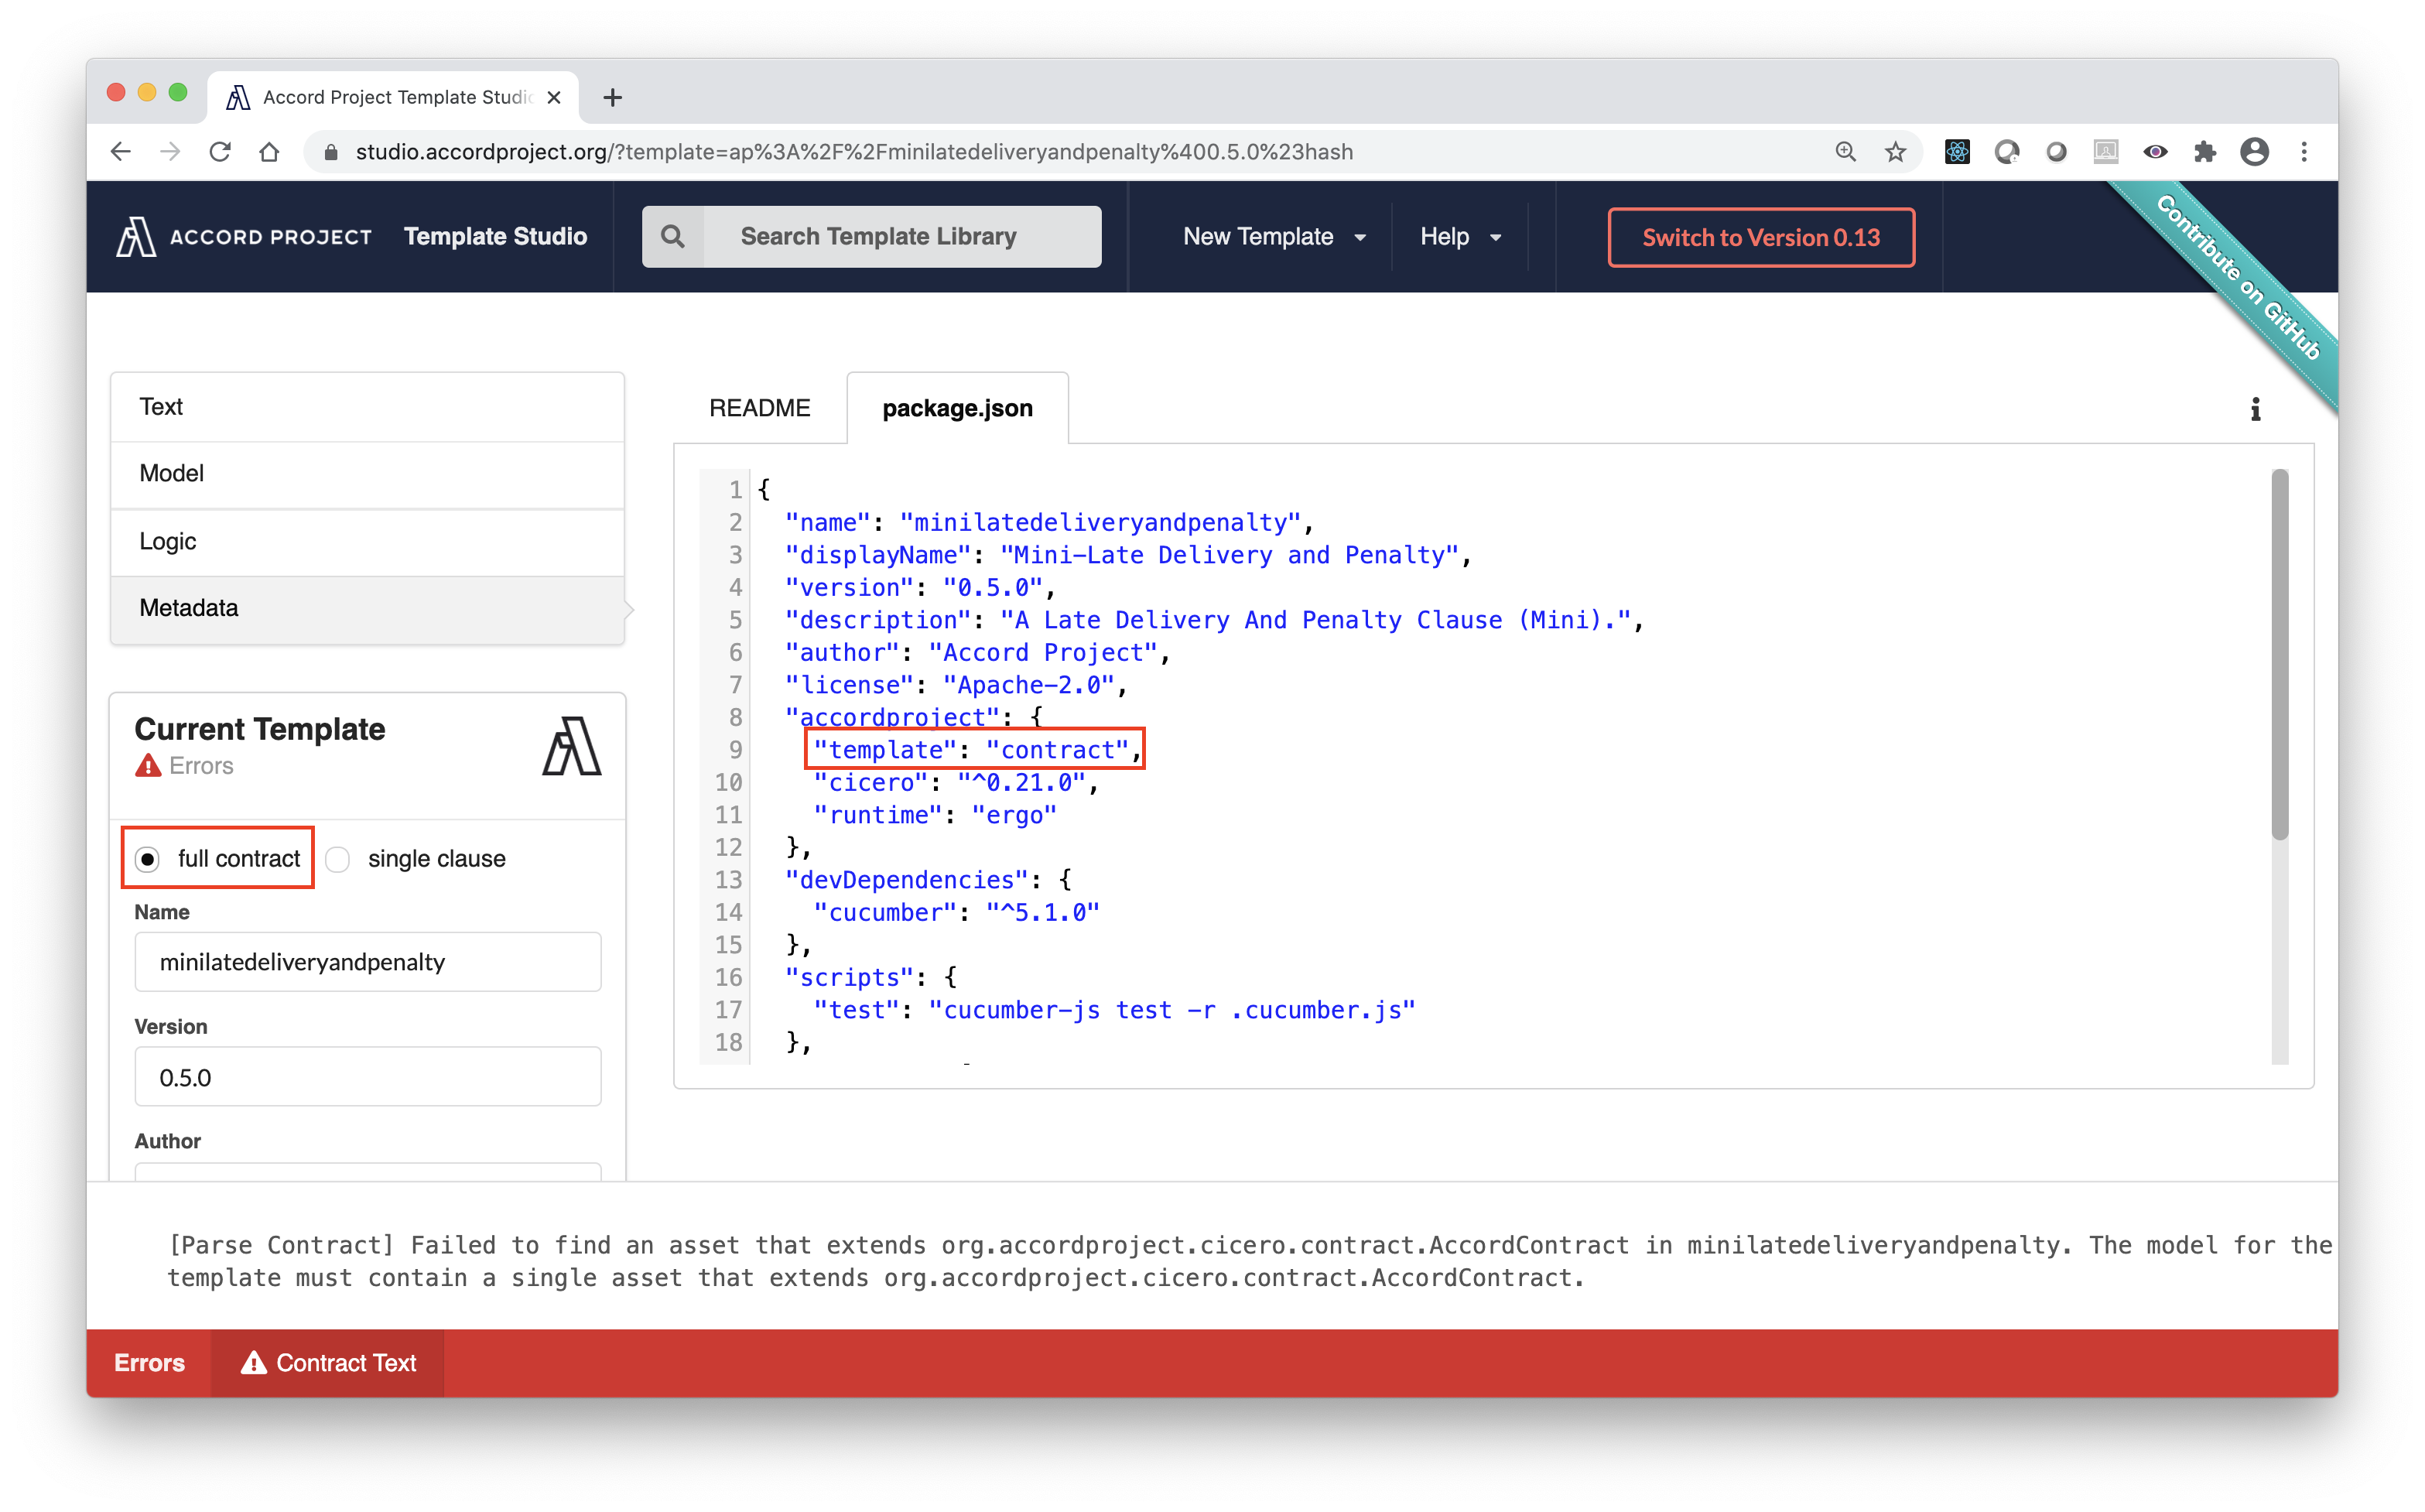 Accord Project Template Studio
studio.accordproject.org/?template=ap%3A%2F%2Fminilatedeliveryandpenalty%400.5.0%23hash
ACCORD PROJECT Template Studio Search Template Library New Template Help Switch to Version 0.13
Contribute on GitHub
Text
Model
Logic
Metadata
Current Template
Errors
full contract single clause
Name
minilatedeliveryandpenalty
Version
0.5.0
Author
README package.json
1 {
2 "name": "minilatedeliveryandpenalty",
3 "displayName": "Mini-Late Delivery and Penalty",
4 "version": "0.5.0",
5 "description": "A Late Delivery And Penalty Clause (Mini).",
6 "author": "Accord Project",
7 "license": "Apache-2.0",
8 "accordproject": {
9 "template": "contract",
10 "cicero": "^0.21.0",
11 "runtime": "ergo"
12 },
13 "devDependencies": {
14 "cucumber": "^5.1.0"
15 },
16 "scripts": {
17 "test": "cucumber-js test -r .cucumber.js"
18 },
[Parse Contract] Failed to find an asset that extends org.accordproject.cicero.contract.AccordContract in minilatedeliveryandpenalty. The model for the
template must contain a single asset that extends org.accordproject.cicero.contract.AccordContract.
Errors Contract Text